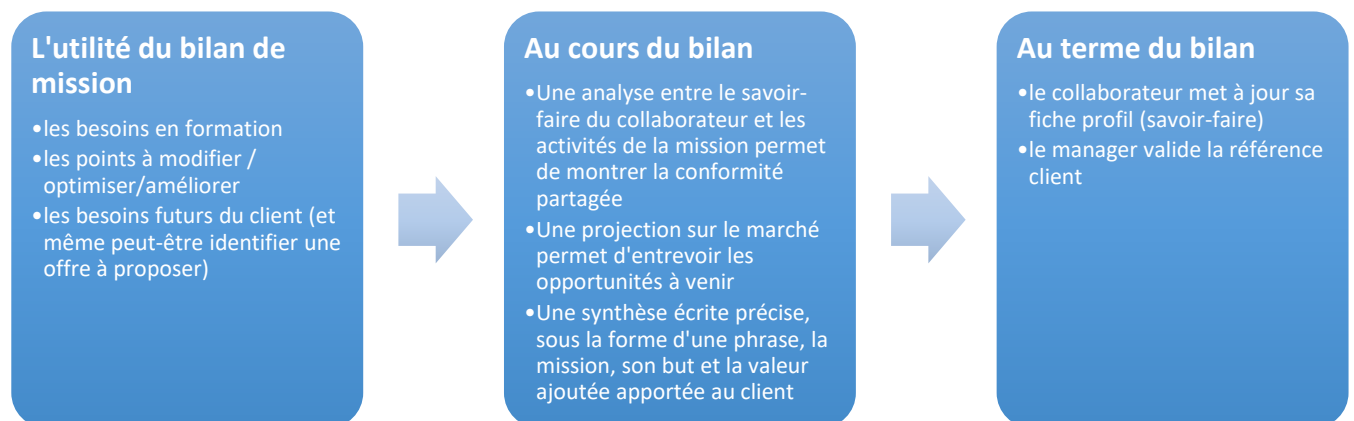 L'utilité du bilan de
mission
•les besoins en formation
•les points à modifier /
optimiser/améliorer
•les besoins futurs du client (et
même peut-être identifier une
offre à proposer)
Au cours du bilan
•Une analyse entre le savoir-
faire du collaborateur et les
activités de la mission permet
de montrer la conformité
partagée
•Une projection sur le marché
permet d'entrevoir les
opportunités à venir
•Une synthèse écrite précise,
sous la forme d'une phrase, la
mission, son but et la valeur
ajoutée apportée au client
Au terme du bilan
•le collaborateur met à jour sa
fiche profil (savoir-faire)
•le manager valide la référence
client